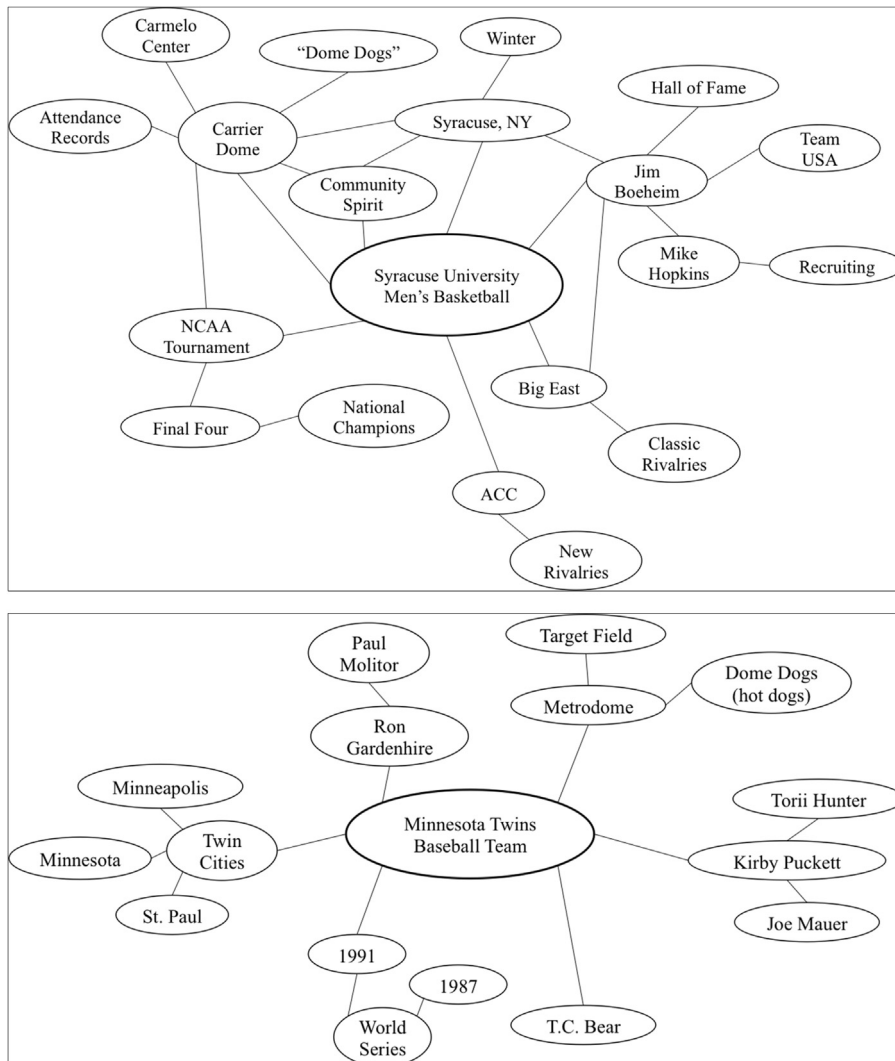 Carmelo
Center
“Dome Dogs”
Winter
Hall of Fame
Attendance
Records
Carrier
Dome
Syracuse, NY
Team
USA
Community
Spirit
Jim
Boeheim
Mike
Hopkins
Recruiting
Syracuse University
Men’s Basketball
NCAA
Tournament
Big East
Final Four
National
Champions
Classic
Rivalries
ACC
New
Rivalries
Paul
Molitor
Target Field
Dome Dogs
(hot dogs)
Metrodome
Ron
Gardenhire
Minneapolis
Torii Hunter
Minnesota Twins
Baseball Team
Twin
Cities
Minnesota
Kirby Puckett
St. Paul
Joe Mauer
1991
1987
World
Series
T.C. Bear